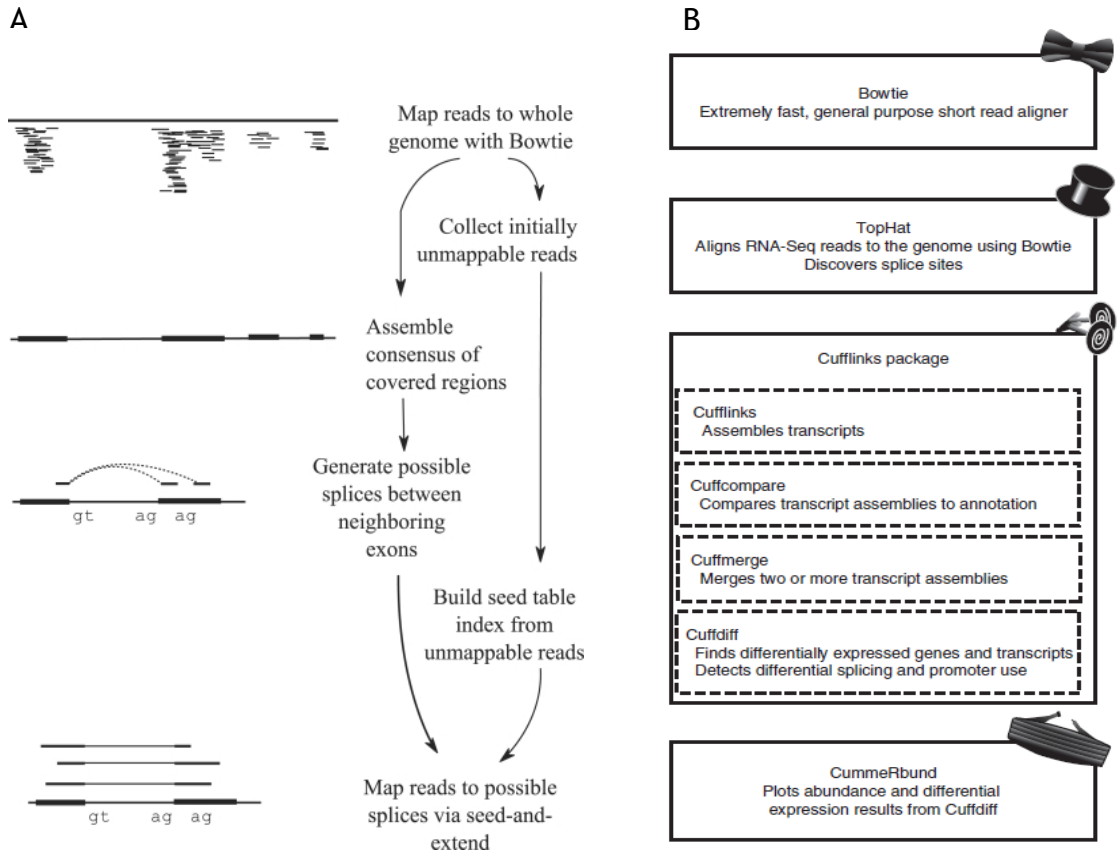 A
Map reads to whole
genome with Bowtie
Collect initially
unmappable reads
Assemble
consensus of
covered regions
Generate possible
splices between
neighboring
exons
gt ag ag
Build seed table
index from
unmappable reads
Map reads to possible
splices via seed-and-
extend
gt ag ag
B
Bowtie
Extremely fast, general purpose short read aligner
TopHat
Aligns RNA-Seq reads to the genome using Bowtie
Discovers splice sites
Cufflinks package
Cufflinks
Assembles transcripts
Cuffcompare
Compares transcript assemblies to annotation
Cuffmerge
Merges two or more transcript assemblies
Cuffdiff
Finds differentially expressed genes and transcripts
Detects differential splicing and promoter use
CummeRbund
Plots abundance and differential
expression results from Cuffdiff